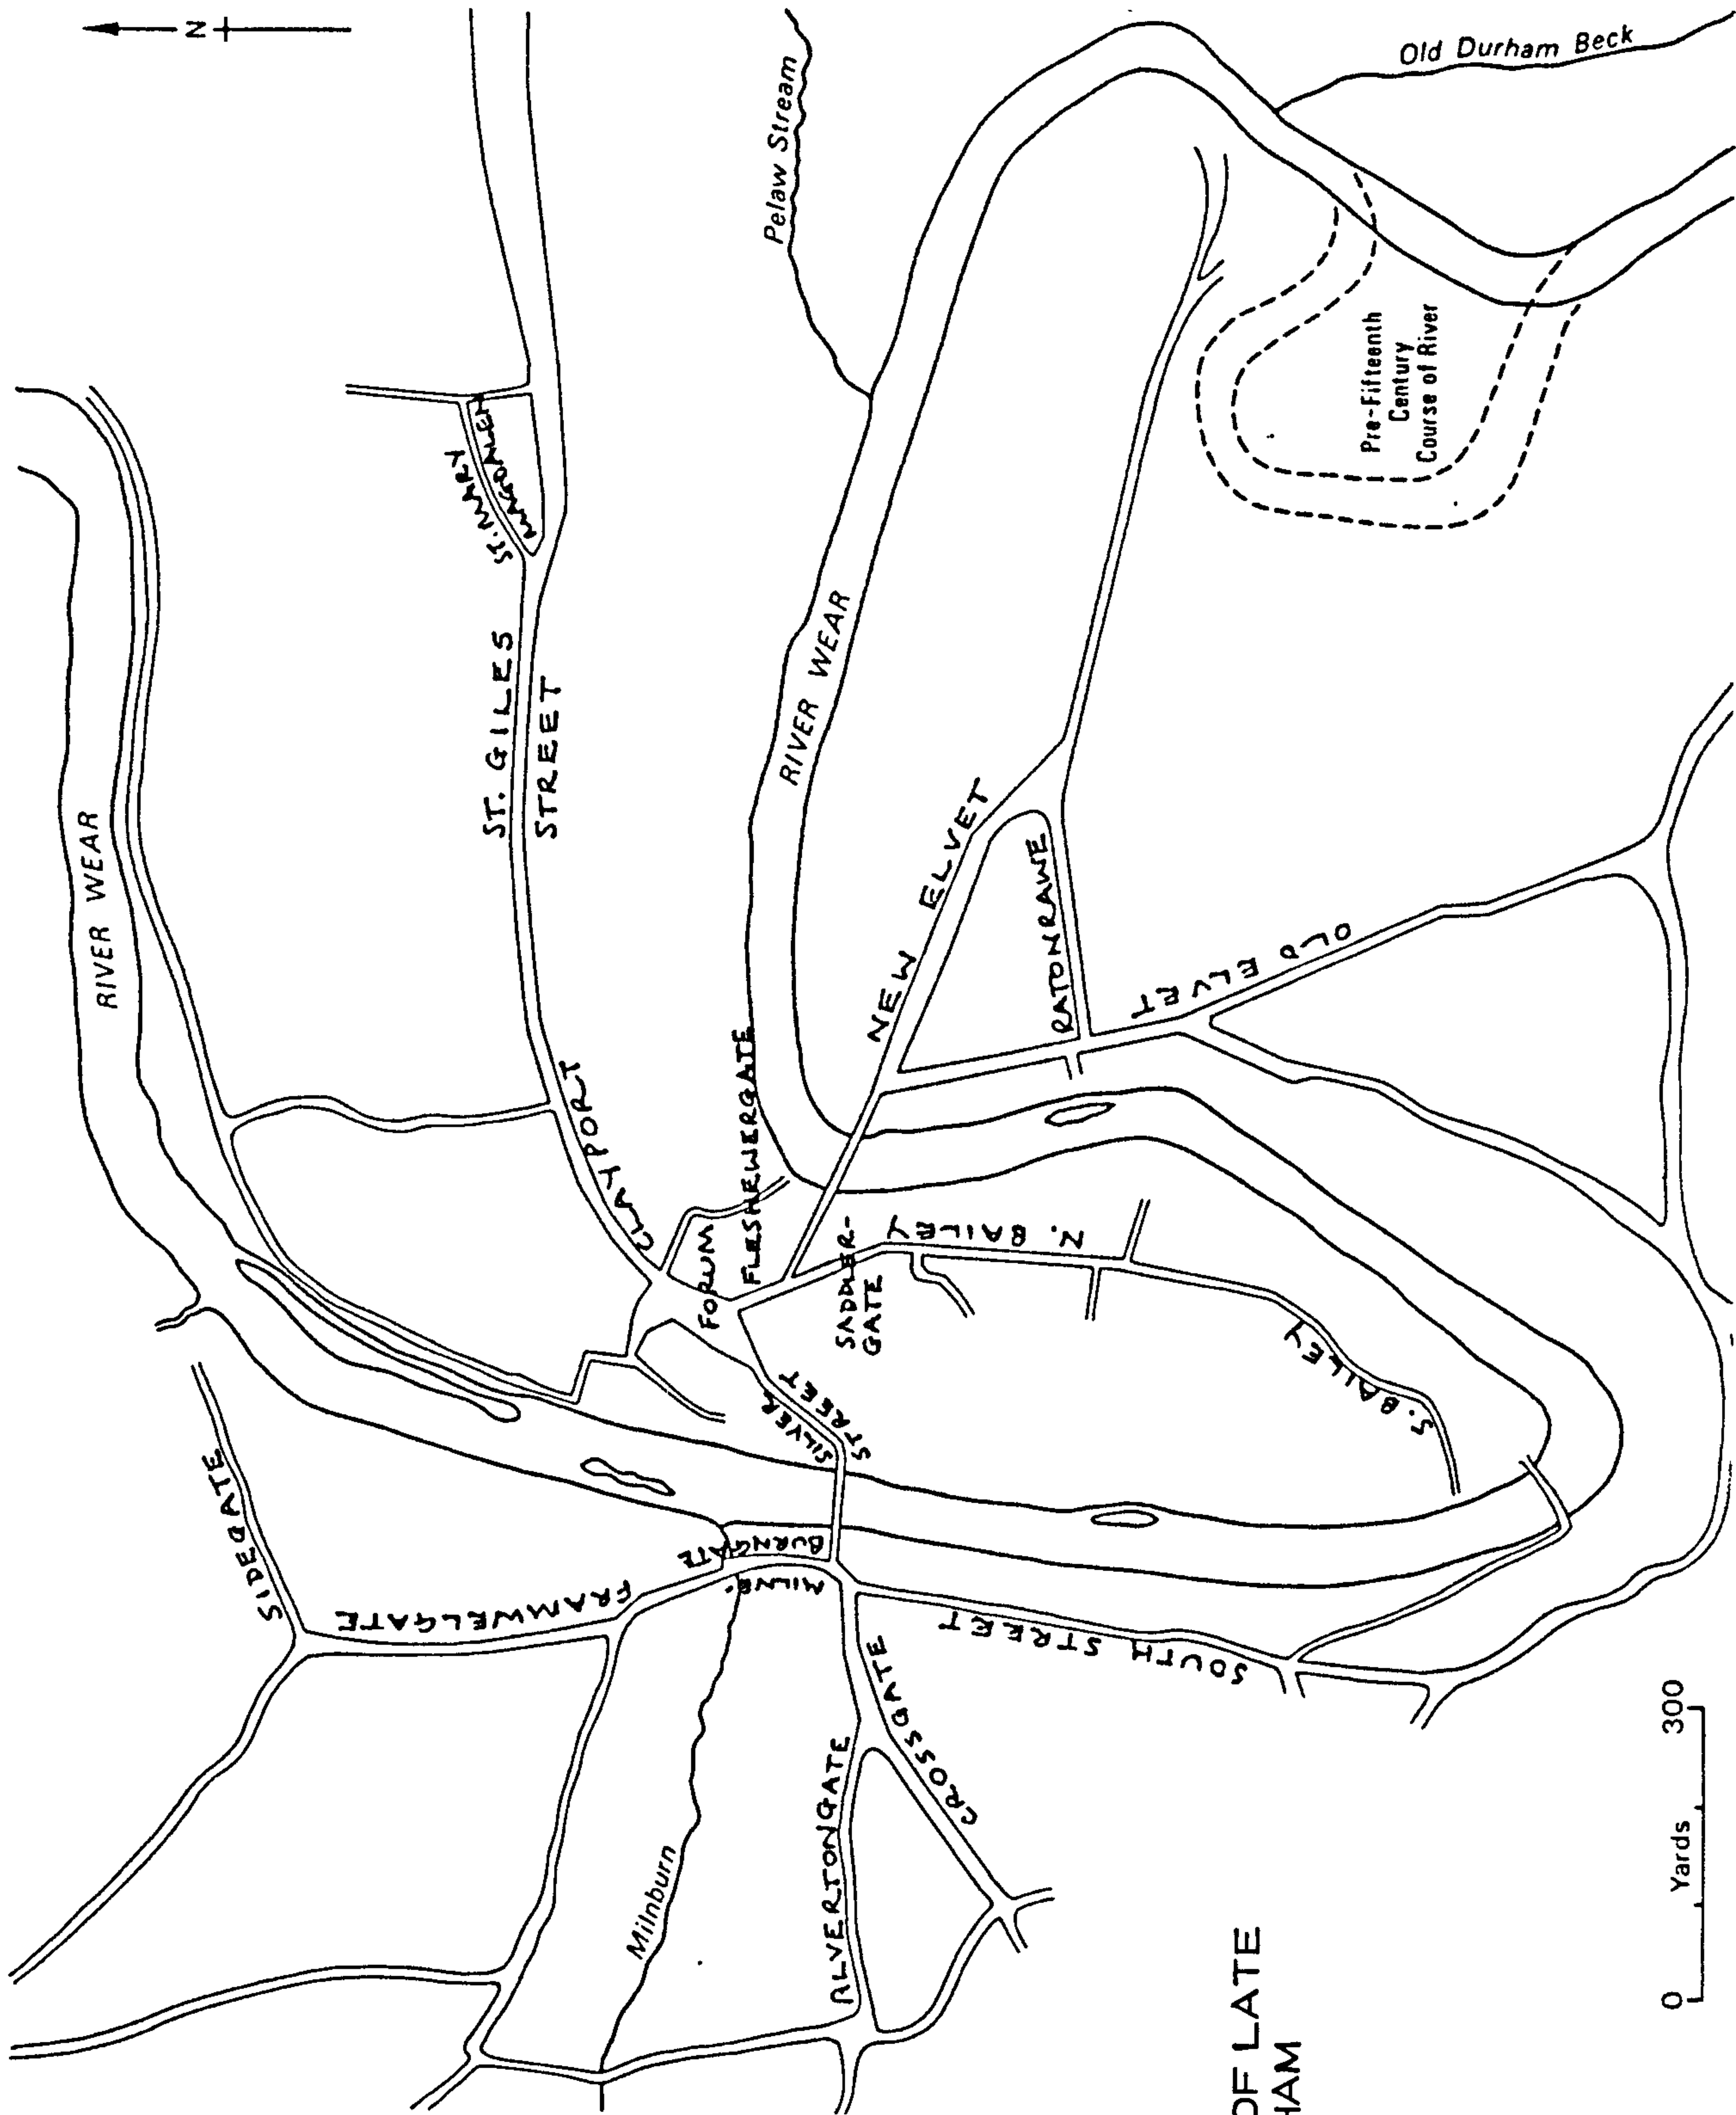 N
RIVER WEAR
Pelaw Stream
Old Durham Beck
ST. MARY
MAGDALEN
ST. GILES
STREET
RIVER WEAR
Pre-Fifteenth
Century
Course of River
SIDEGATE
FRAMWELGATE
CLAYPORT
FORUM
FLESHEWERGATE
NEW ELVET
RATONRAWE
OLD ELVET
SADDLER-
GATE
N. BAILEY
S. BAILEY
SILVER
STREET
MILNE-
BURNGATE
Milnburn
ALVERTONGATE
CROSSGATE
SOUTH STREET
OF LATE
HAM
0 Yards 300